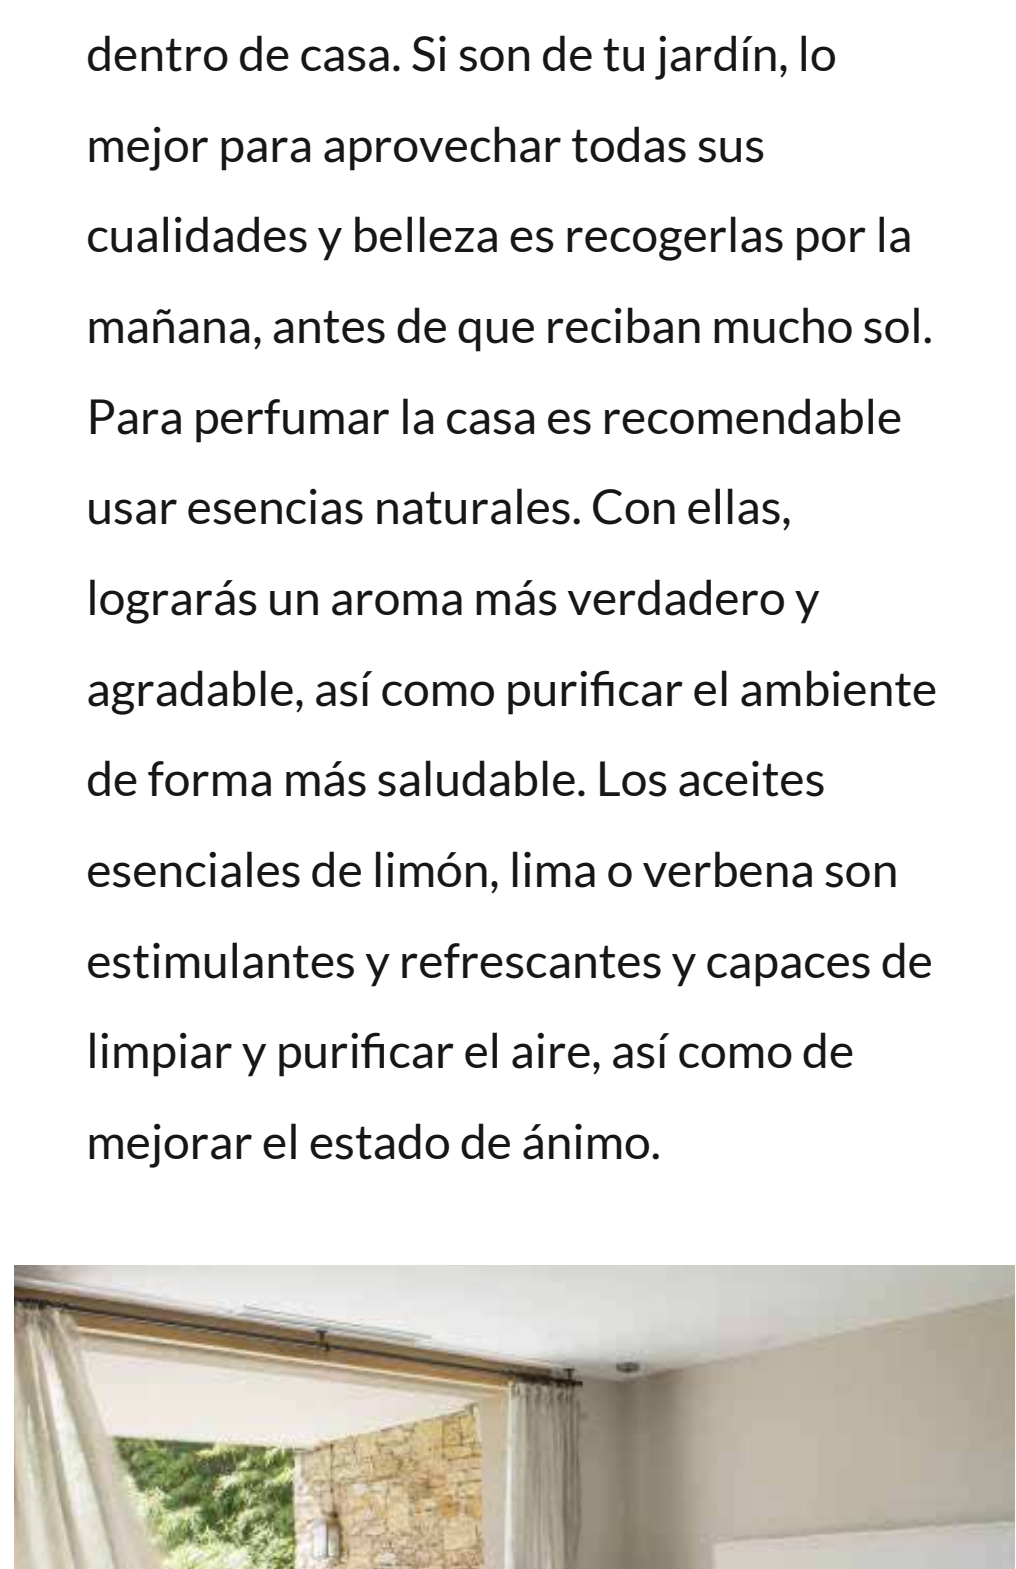 dentro de casa. Si son de tu jardín, lo
mejor para aprovechar todas sus
cualidades y belleza es recogerlas por la
mañana, antes de que reciban mucho sol.
Para perfumar la casa es recomendable
usar esencias naturales. Con ellas,
lograrás un aroma más verdadero y
agradable, así como purificar el ambiente
de forma más saludable. Los aceites
esenciales de limón, lima o verbena son
estimulantes y refrescantes y capaces de
limpiar y purificar el aire, así como de
mejorar el estado de ánimo.